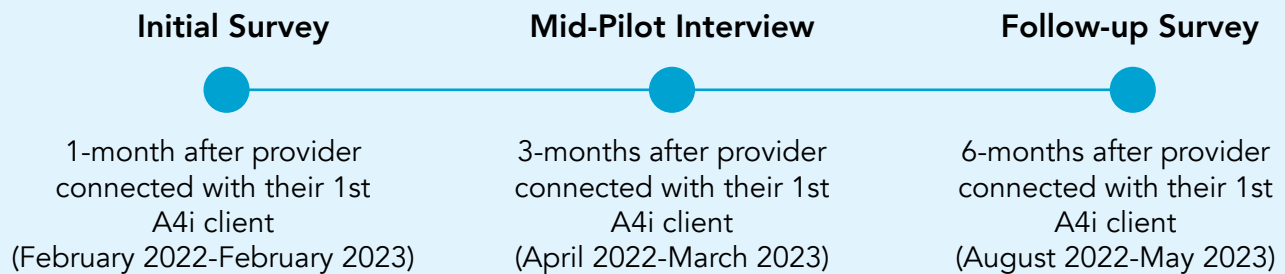 Initial Survey
1-month after provider
connected with their 1st
A4i client
(February 2022-February 2023)
Mid-Pilot Interview
3-months after provider
connected with their 1st
A4i client
(April 2022-March 2023)
Follow-up Survey
6-months after provider
connected with their 1st
A4i client
(August 2022-May 2023)